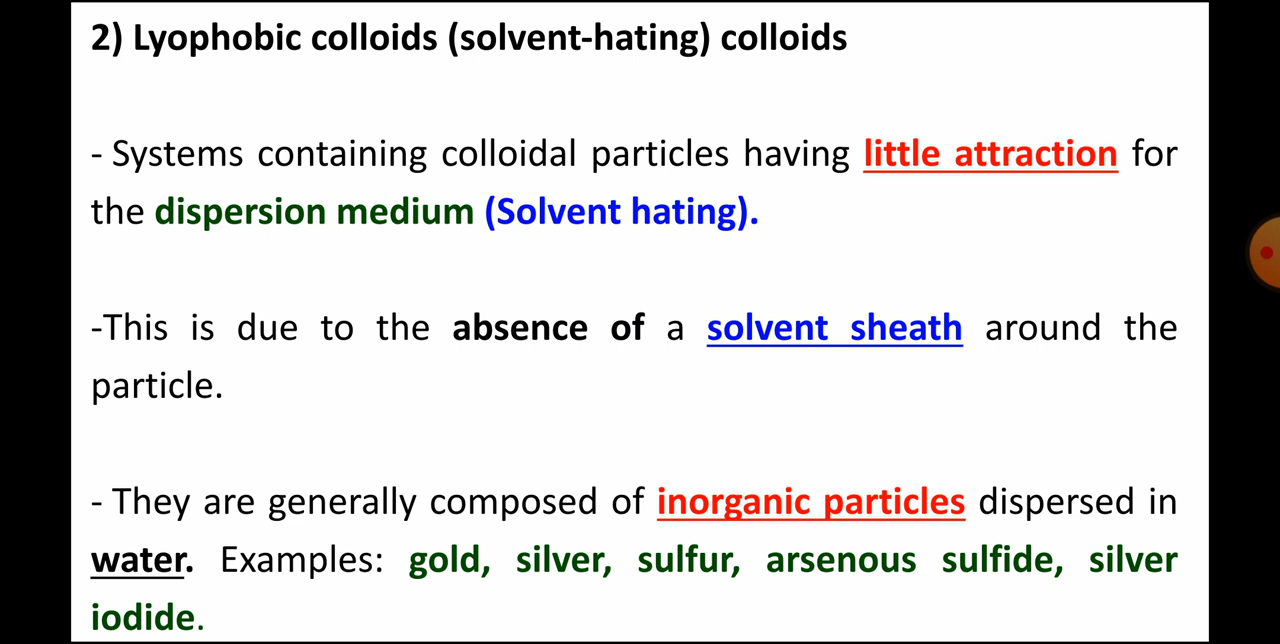 2) Lyophobic colloids (solvent-hating) colloids
- Systems containing colloidal particles having little attraction for
the dispersion medium (Solvent hating).
-This is due to the absence of a solvent sheath around the
particle.
- They are generally composed of inorganic particles dispersed in
water. Examples: gold, silver, sulfur, arsenous sulfide, silver
iodide.